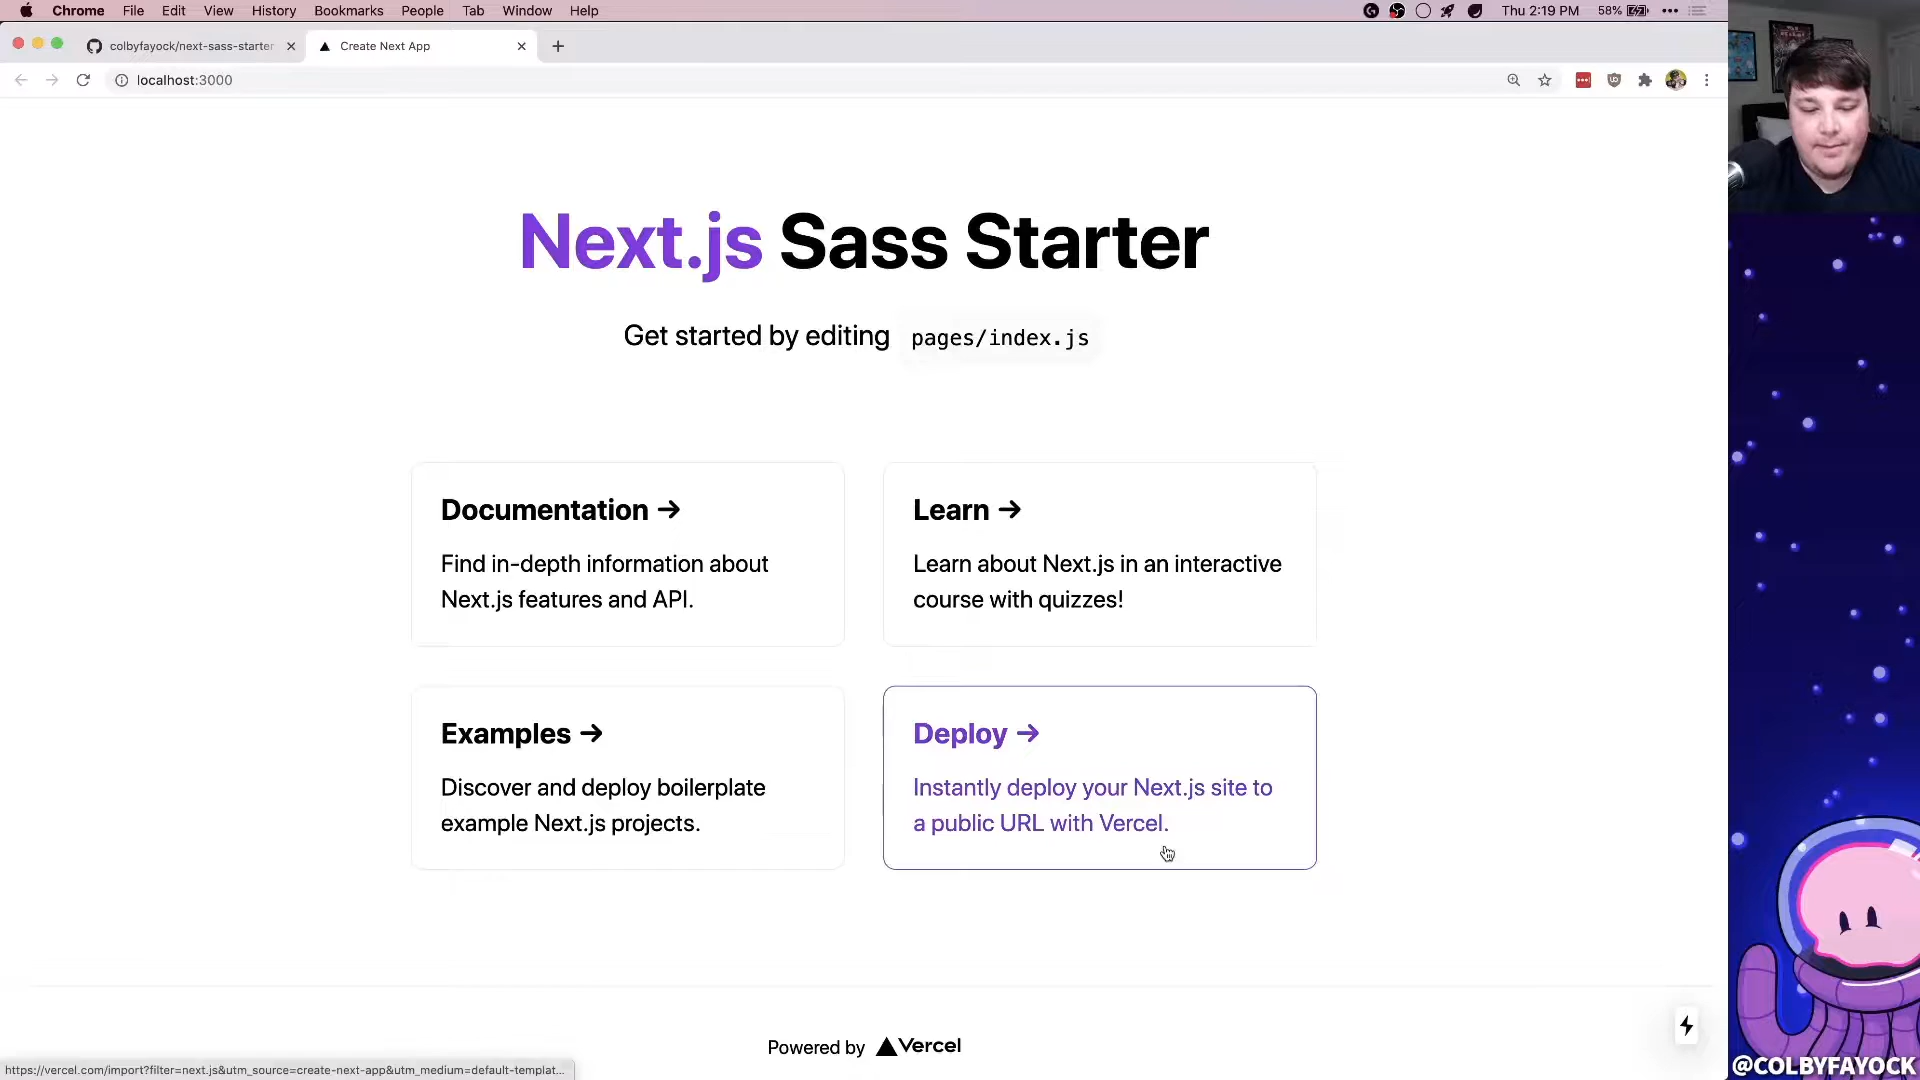 Chrome File Edit View History Bookmarks People Tab Window Help
Thu 2:19 PM 58%
colbyfayock/next-sass-starter
Create Next App
localhost:3000
Next.js Sass Starter
Get started by editing pages/index.js
Documentation →
Find in-depth information about
Next.js features and API.
Learn →
Learn about Next.js in an interactive
course with quizzes!
Examples →
Discover and deploy boilerplate
example Next.js projects.
Deploy →
Instantly deploy your Next.js site to
a public URL with Vercel.
Powered by Vercel
https://vercel.com/import?filter=next.js&utm_source=create-next-app&utm_medium=default-templat...
@COLBYFAYOCK